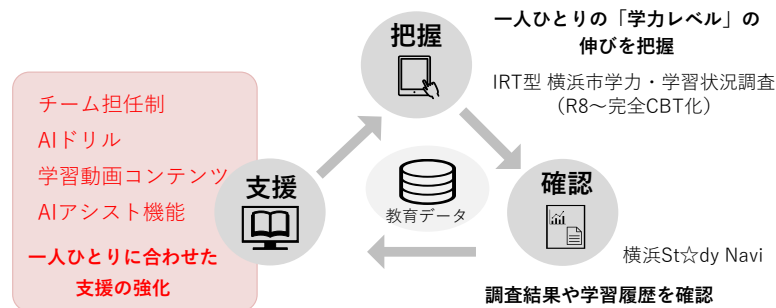 把握
一人ひとりの「学力レベル」の
伸びを把握
IRT型 横浜市学力・学習状況調査
（R8～完全CBT化）
チーム担任制
AIドリル
学習動画コンテンツ
AIアシスト機能
一人ひとりに合わせた
支援の強化
支援
教育データ
確認
横浜St☆dy Navi
調査結果や学習履歴を確認